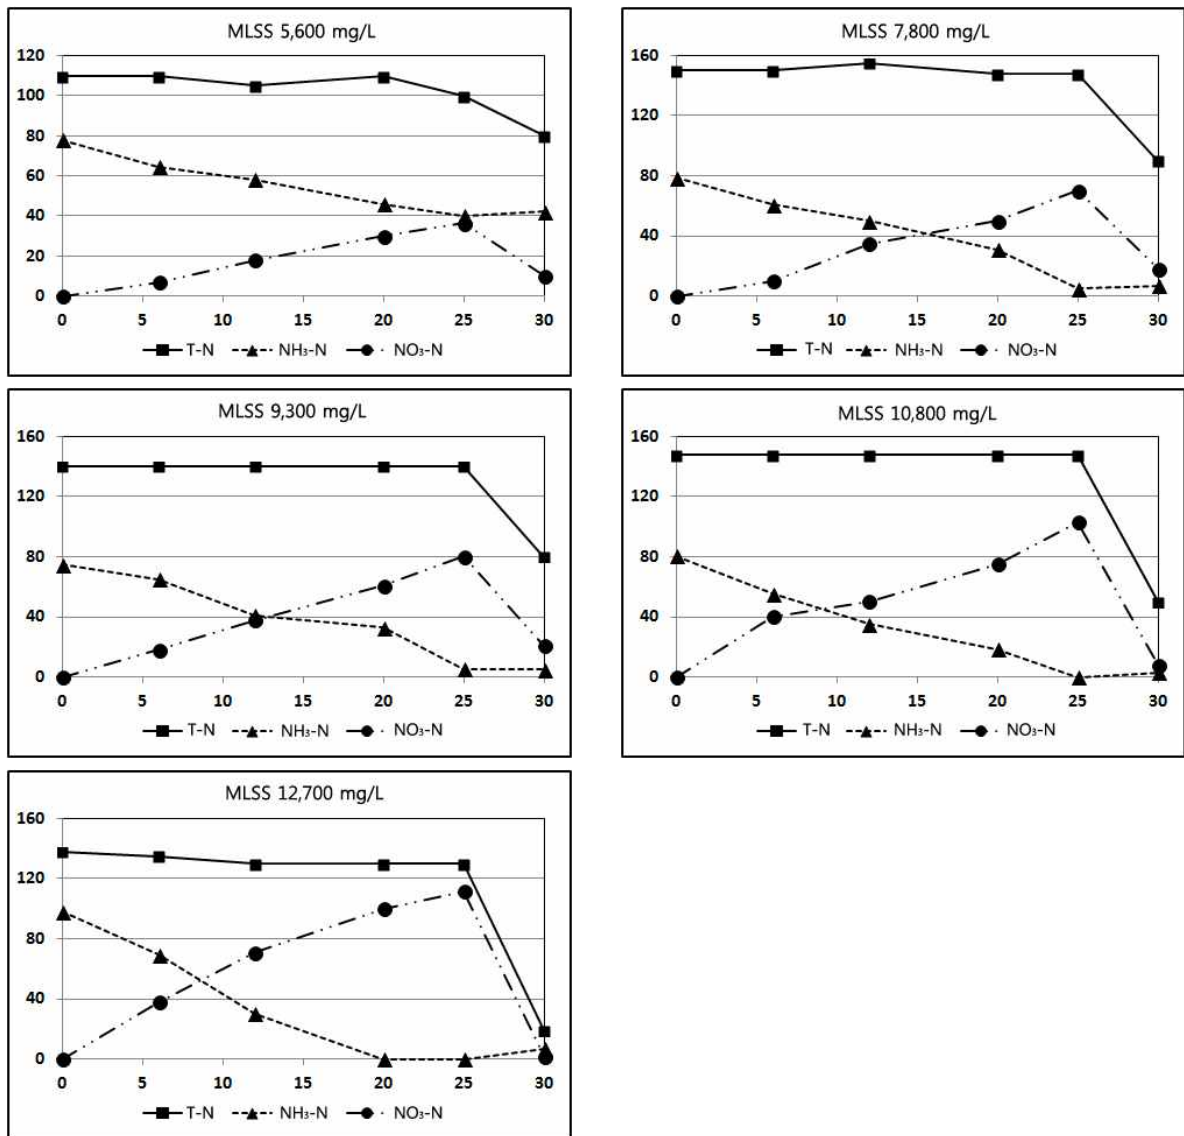 MLSS 5,600 mg/L
120
100
80
60
40
20
0
0 5 10 15 20 25 30
T-N NH₃-N NO₃-N
MLSS 7,800 mg/L
160
120
80
40
0
0 5 10 15 20 25 30
T-N NH₃-N NO₃-N
MLSS 9,300 mg/L
160
120
80
40
0
0 5 10 15 20 25 30
T-N NH₃-N NO₃-N
MLSS 10,800 mg/L
160
120
80
40
0
0 5 10 15 20 25 30
T-N NH₃-N NO₃-N
MLSS 12,700 mg/L
160
120
80
40
0
0 5 10 15 20 25 30
T-N NH₃-N NO₃-N